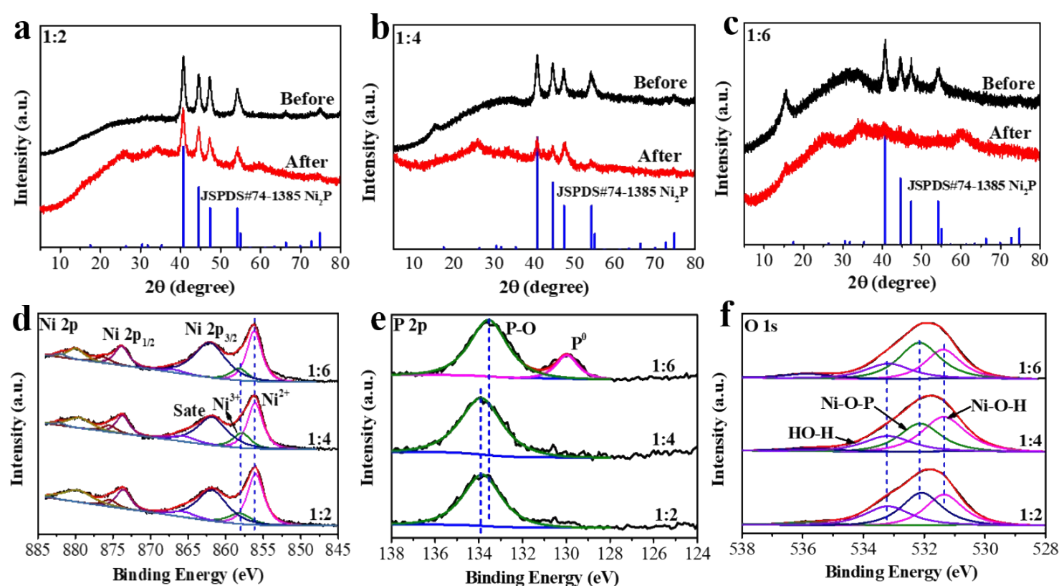 a
1:2
Before
After
JSPDS#74-1385 Ni₂P
Intensity (a.u.)
10 20 30 40 50 60 70 80
2θ (degree)
b
1:4
Before
After
JSPDS#74-1385 Ni₂P
Intensity (a.u.)
10 20 30 40 50 60 70 80
2θ (degree)
c
1:6
Before
After
JSPDS#74-1385 Ni₂P
Intensity (a.u.)
10 20 30 40 50 60 70 80
2θ (degree)
d
Ni 2p
Ni 2p₁/₂
Ni 2p₃/₂
1:6
Sate
Ni³⁺
Ni²⁺
1:4
1:2
Intensity (a.u.)
885 880 875 870 865 860 855 850 845
Binding Energy (eV)
e
P 2p
P-O
P⁰
1:6
1:4
1:2
Intensity (a.u.)
138 136 134 132 130 128 126 124
Binding Energy (eV)
f
O 1s
1:6
Ni-O-P
Ni-O-H
HO-H
1:4
1:2
Intensity (a.u.)
538 536 534 532 530 528
Binding Energy (eV)